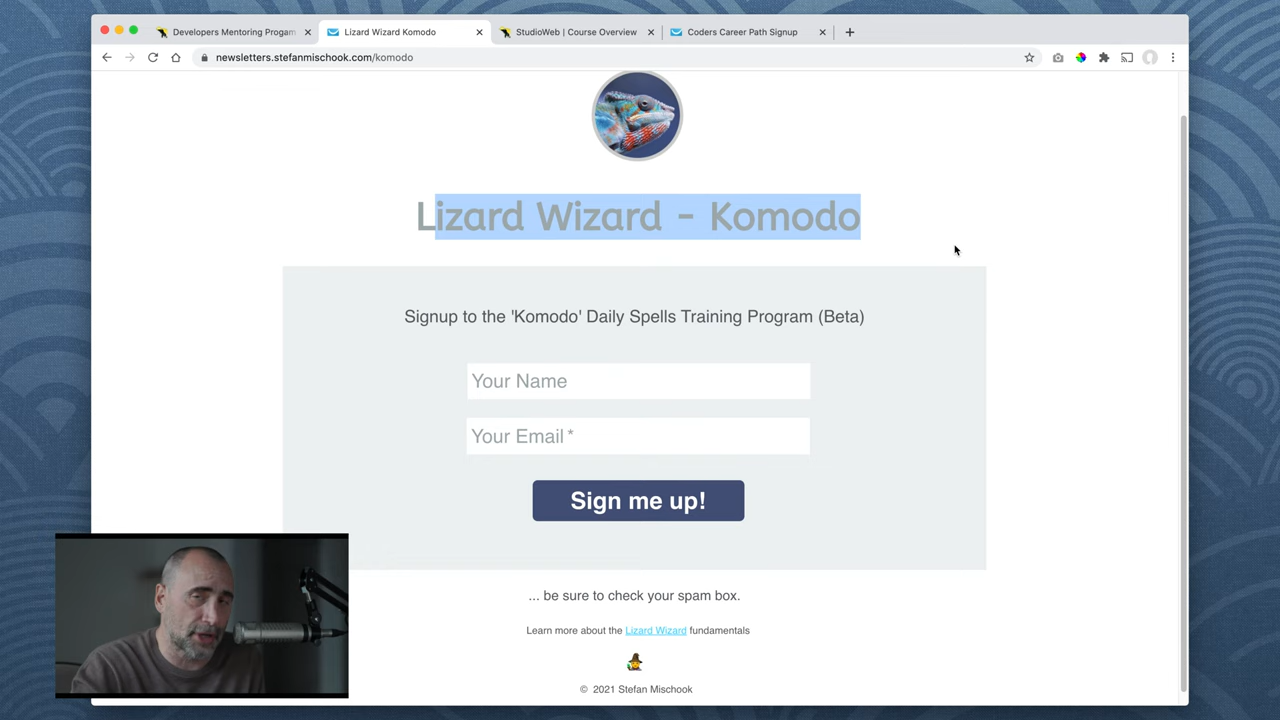 Developers Mentoring Progam
Lizard Wizard Komodo
StudioWeb | Course Overview
Coders Career Path Signup
newsletters.stefanmischook.com/komodo
Lizard Wizard - Komodo
Signup to the 'Komodo' Daily Spells Training Program (Beta)
Your Name
Your Email *
Sign me up!
... be sure to check your spam box.
Learn more about the Lizard Wizard fundamentals
© 2021 Stefan Mischook